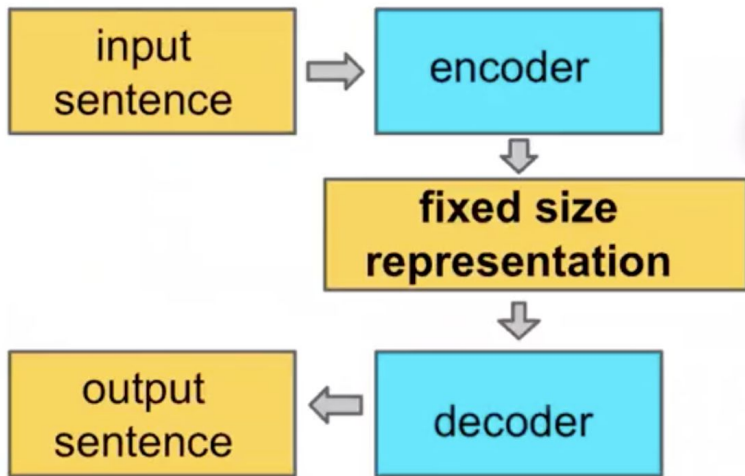 input
sentence
encoder
fixed size
representation
decoder
output
sentence